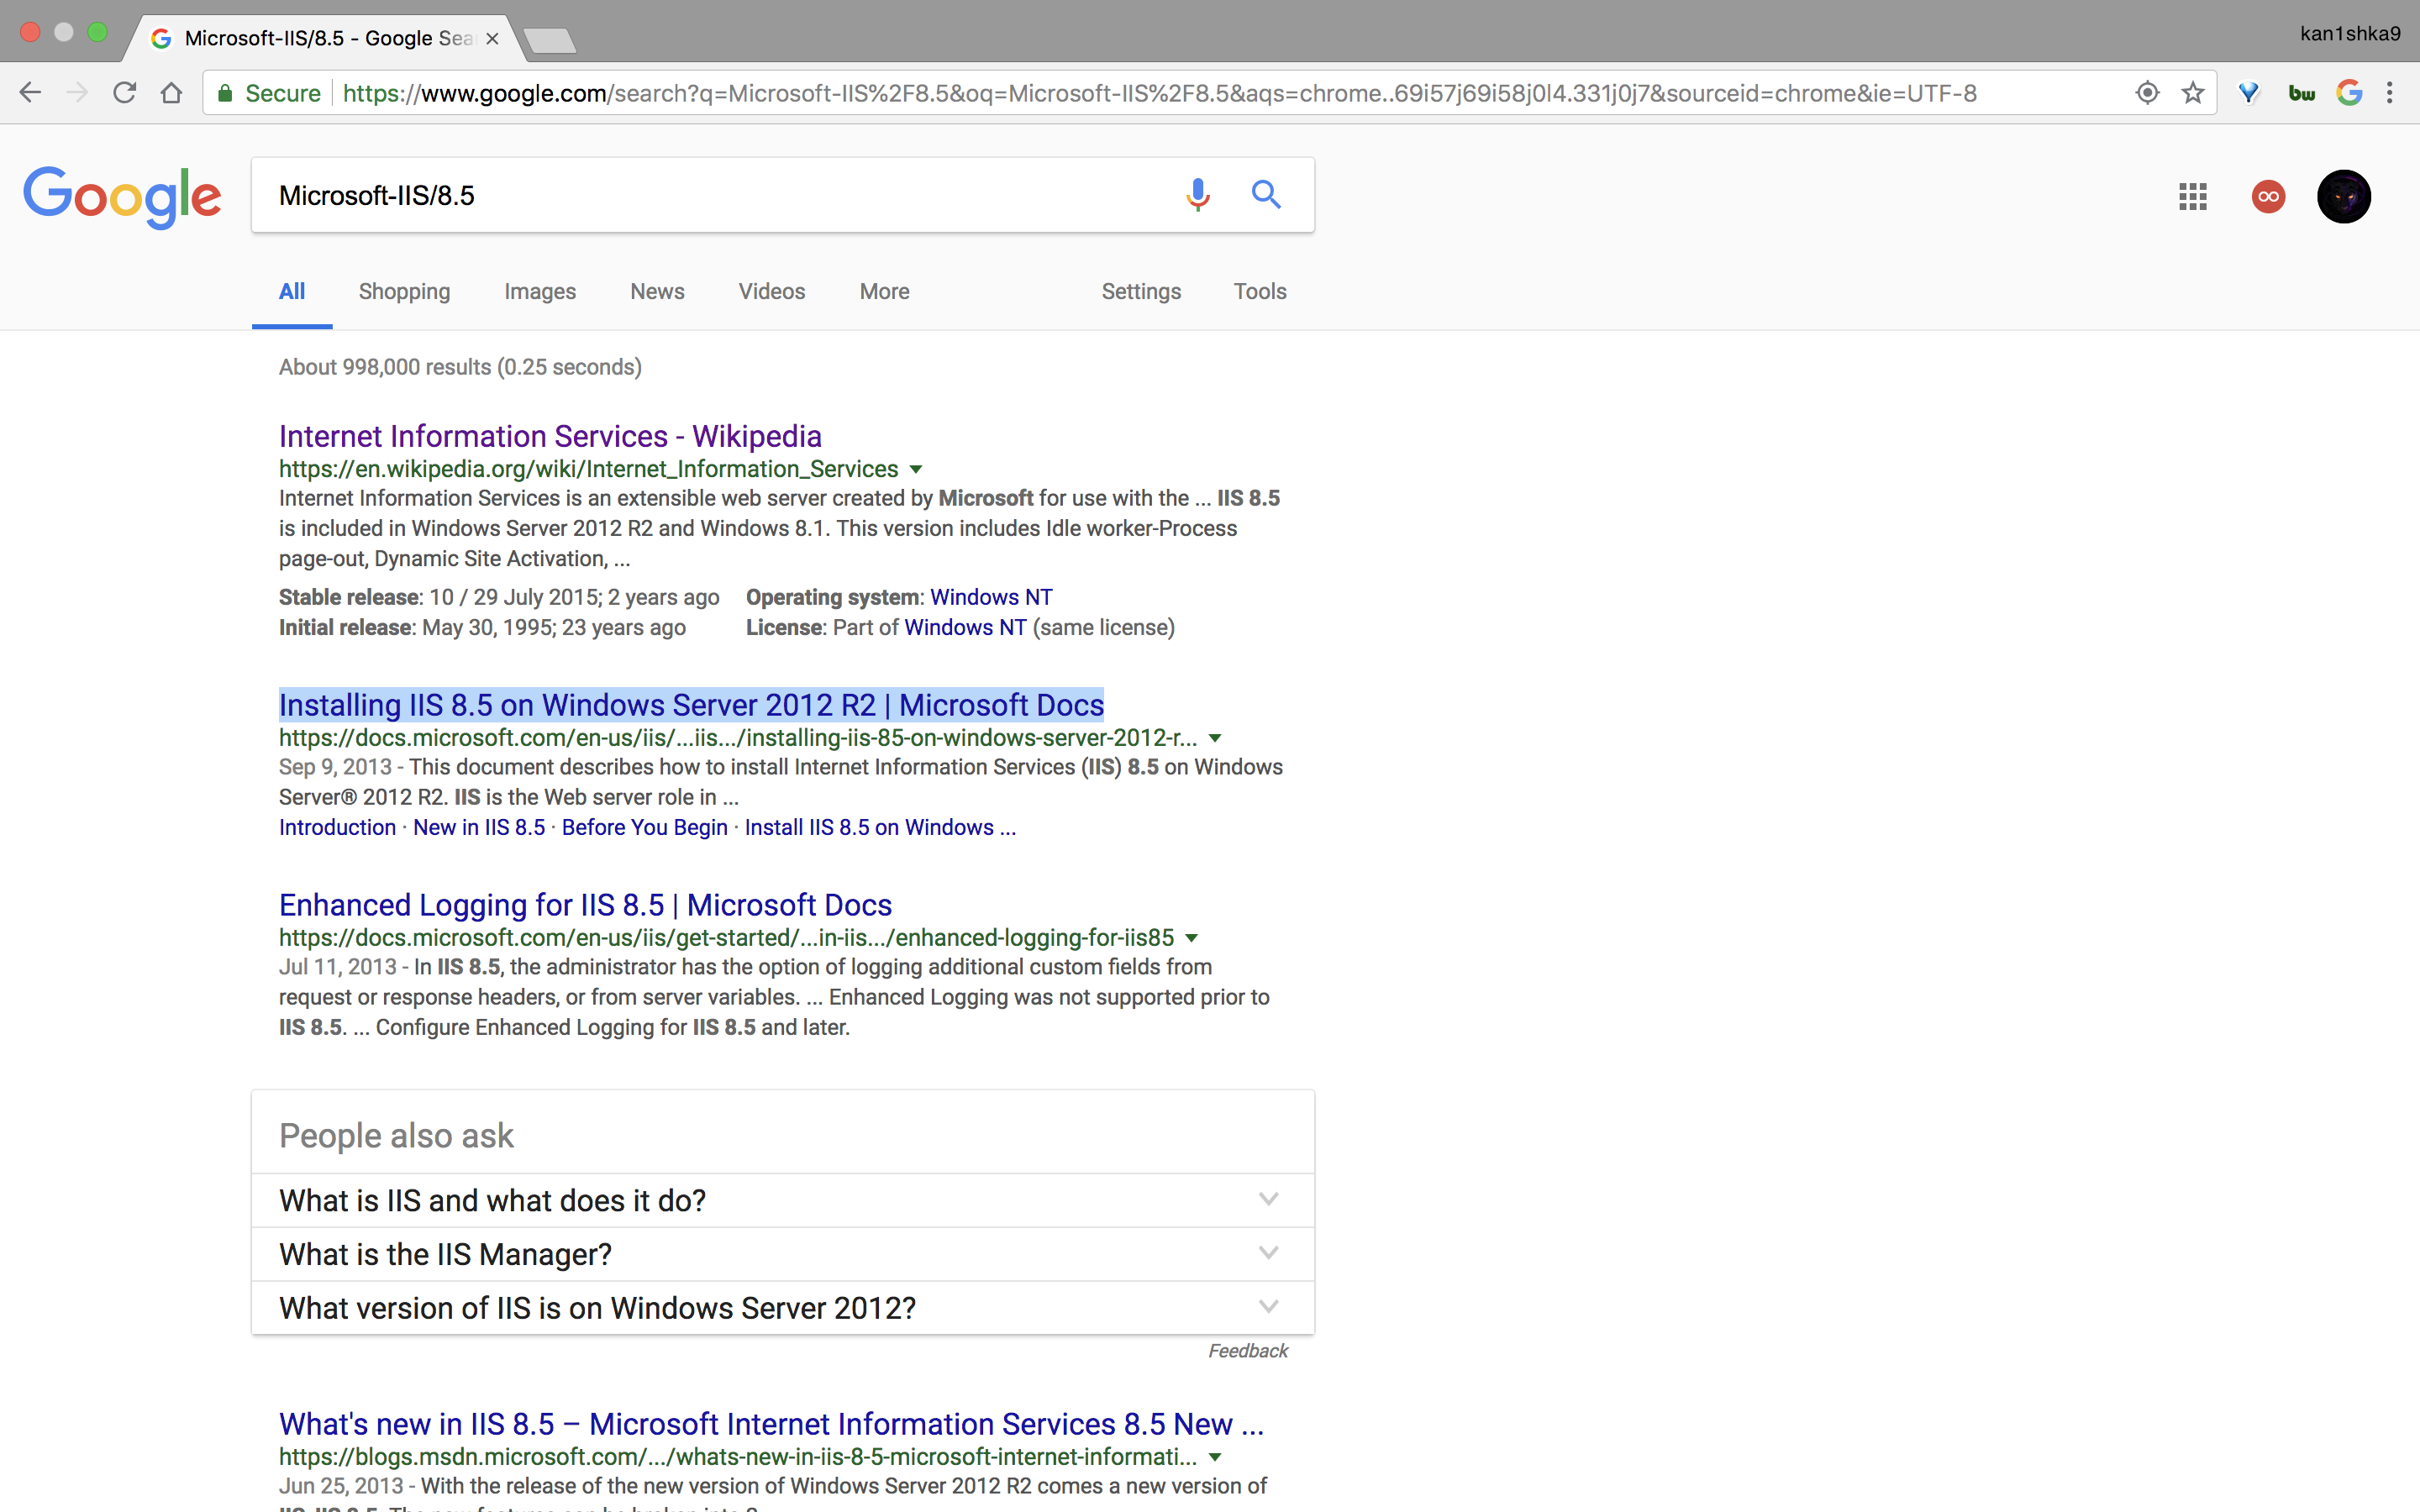 Microsoft-IIS/8.5 - Google Sea
kan1shka9
Secure https://www.google.com/search?q=Microsoft-IIS%2F8.5&oq=Microsoft-IIS%2F8.5&aqs=chrome..69i57j69i58j0l4.331j0j7&sourceid=chrome&ie=UTF-8
bw
Google
Microsoft-IIS/8.5
All Shopping Images News Videos More Settings Tools
About 998,000 results (0.25 seconds)
Internet Information Services - Wikipedia
https://en.wikipedia.org/wiki/Internet_Information_Services
Internet Information Services is an extensible web server created by Microsoft for use with the ... IIS 8.5
is included in Windows Server 2012 R2 and Windows 8.1. This version includes Idle worker-Process
page-out, Dynamic Site Activation, ...
Stable release: 10 / 29 July 2015; 2 years ago Operating system: Windows NT
Initial release: May 30, 1995; 23 years ago License: Part of Windows NT (same license)
Installing IIS 8.5 on Windows Server 2012 R2 | Microsoft Docs
https://docs.microsoft.com/en-us/iis/...iis.../installing-iis-85-on-windows-server-2012-r...
Sep 9, 2013 - This document describes how to install Internet Information Services (IIS) 8.5 on Windows
Server® 2012 R2. IIS is the Web server role in ...
Introduction · New in IIS 8.5 · Before You Begin · Install IIS 8.5 on Windows ...
Enhanced Logging for IIS 8.5 | Microsoft Docs
https://docs.microsoft.com/en-us/iis/get-started/...in-iis.../enhanced-logging-for-iis85
Jul 11, 2013 - In IIS 8.5, the administrator has the option of logging additional custom fields from
request or response headers, or from server variables. ... Enhanced Logging was not supported prior to
IIS 8.5. ... Configure Enhanced Logging for IIS 8.5 and later.
People also ask
What is IIS and what does it do?
What is the IIS Manager?
What version of IIS is on Windows Server 2012?
Feedback
What's new in IIS 8.5 – Microsoft Internet Information Services 8.5 New ...
https://blogs.msdn.microsoft.com/.../whats-new-in-iis-8-5-microsoft-internet-informati...
Jun 25, 2013 - With the release of the new version of Windows Server 2012 R2 comes a new version of